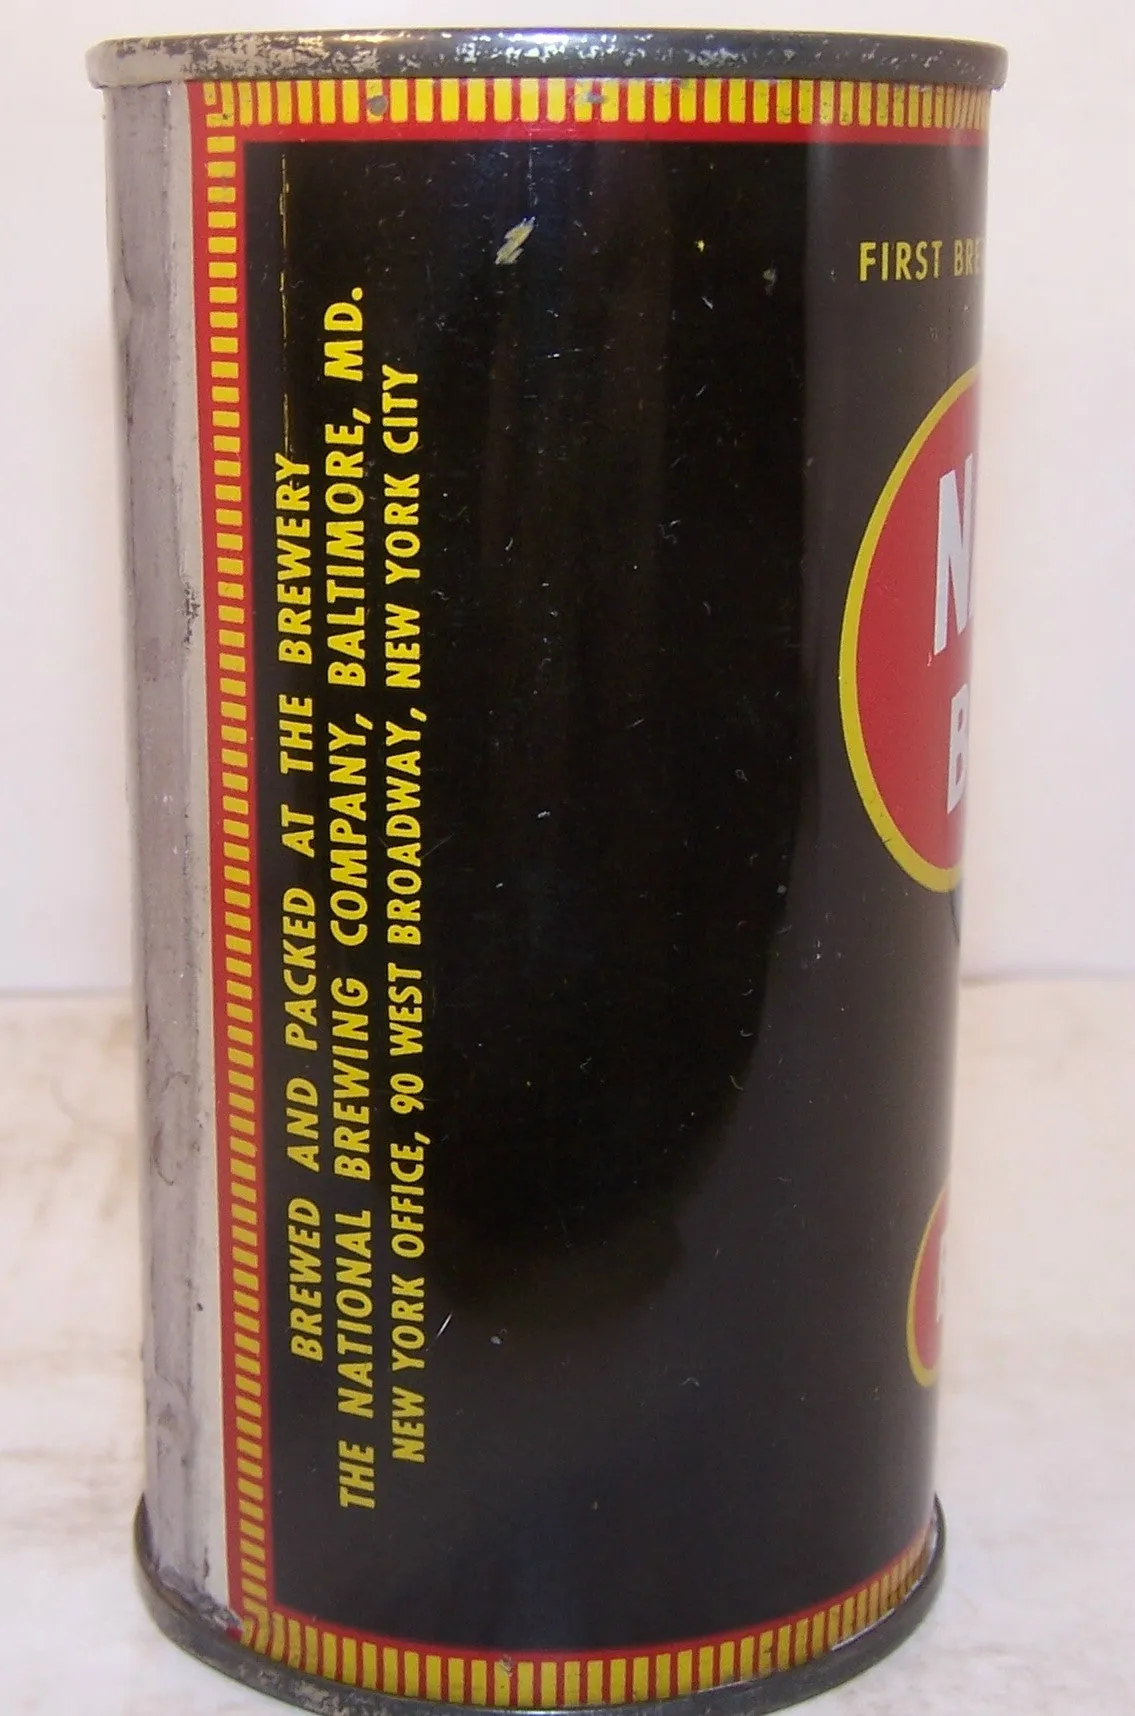 BREWED AND PACKED AT THE BREWERY
THE NATIONAL BREWING COMPANY, BALTIMORE, MD.
NEW YORK OFFICE, 90 WEST BROADWAY, NEW YORK CITY
FIRST